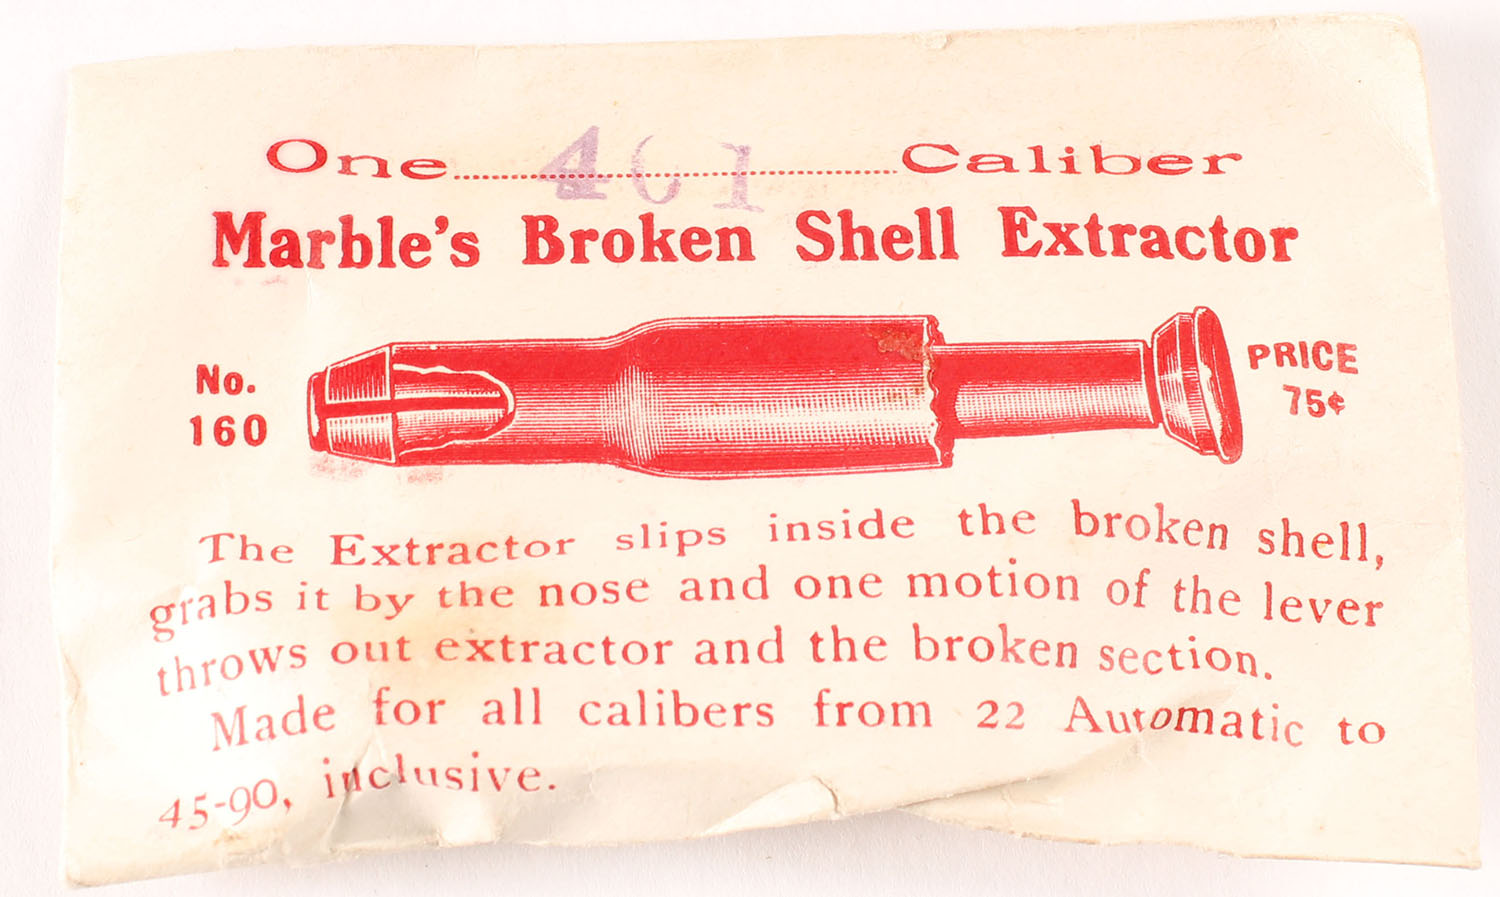 One 401 Caliber
Marble's Broken Shell Extractor
No.
160
PRICE
75¢
The Extractor slips inside the broken shell,
grabs it by the nose and one motion of the lever
throws out extractor and the broken section.
Made for all calibers from 22 Automatic to
45-90, inclusive.